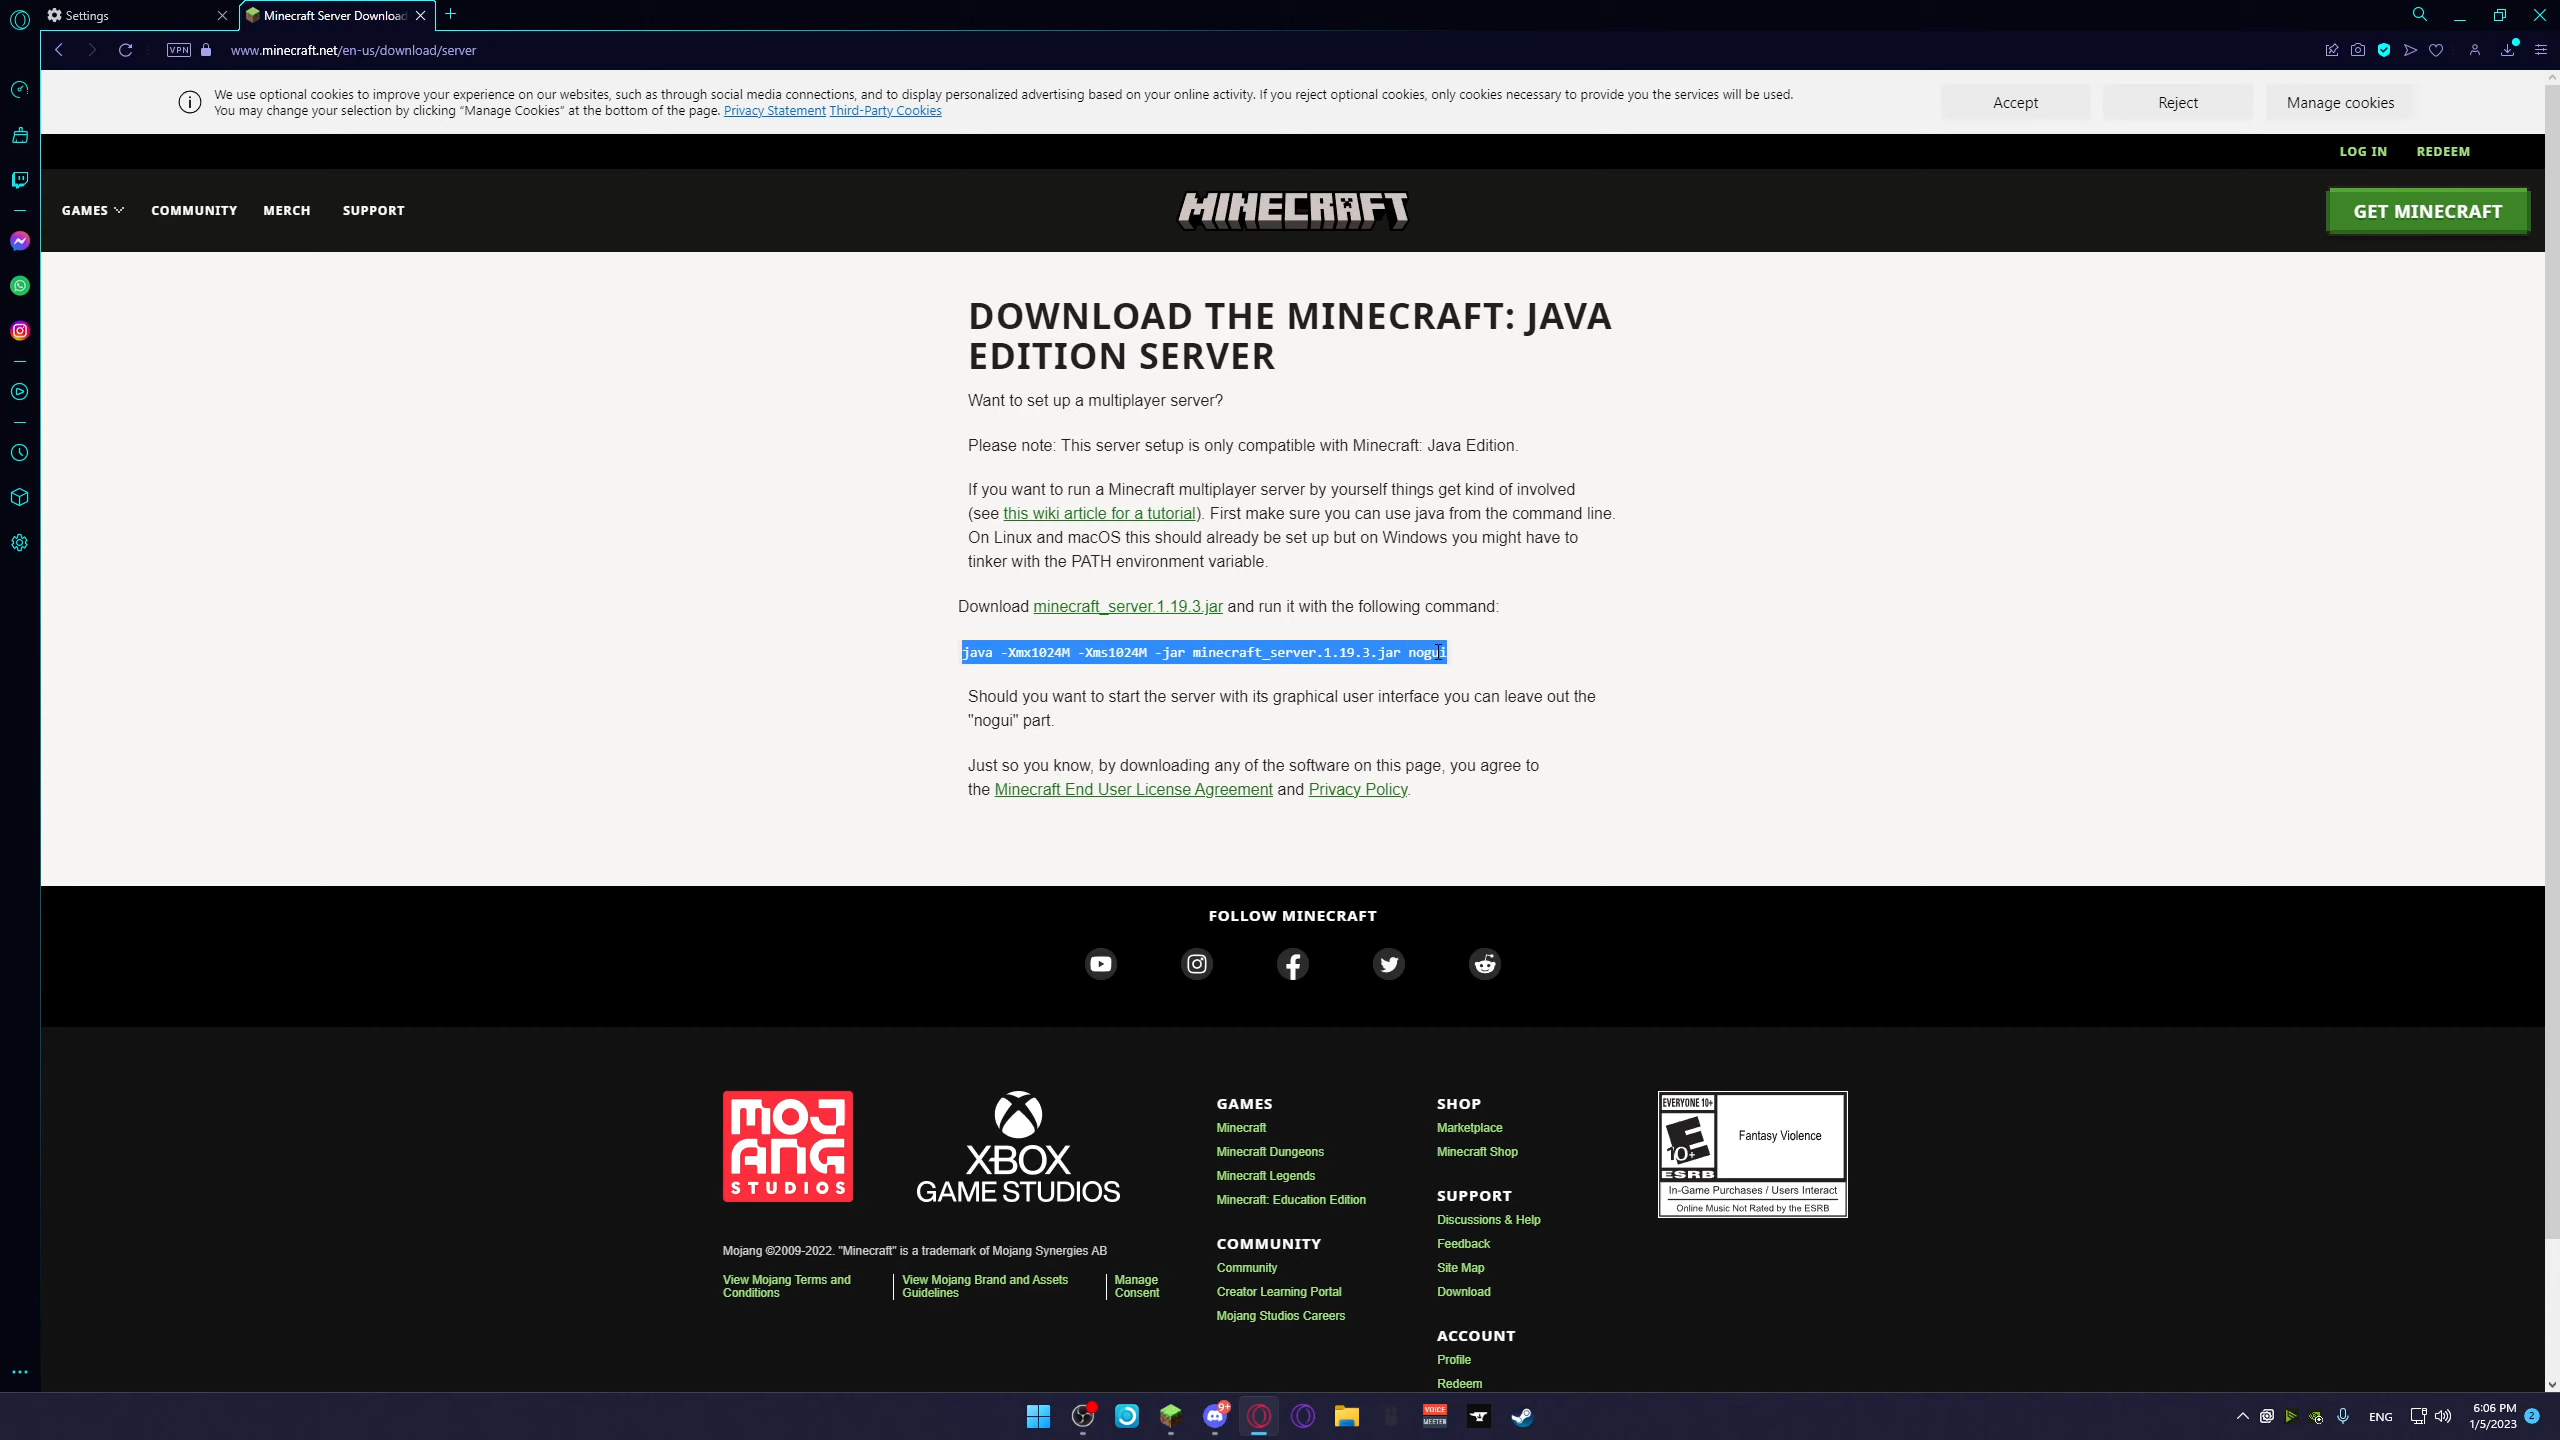 Settings
Minecraft Server Download
VPN
www.minecraft.net/en-us/download/server
We use optional cookies to improve your experience on our websites, such as through social media connections, and to display personalized advertising based on your online activity. If you reject optional cookies, only cookies necessary to provide you the services will be used.
You may change your selection by clicking “Manage Cookies” at the bottom of the page. Privacy Statement Third-Party Cookies
Accept
Reject
Manage cookies
LOG IN
REDEEM
GAMES
COMMUNITY
MERCH
SUPPORT
MINECRAFT
GET MINECRAFT
DOWNLOAD THE MINECRAFT: JAVA
EDITION SERVER
Want to set up a multiplayer server?
Please note: This server setup is only compatible with Minecraft: Java Edition.
If you want to run a Minecraft multiplayer server by yourself things get kind of involved
(see this wiki article for a tutorial). First make sure you can use java from the command line.
On Linux and macOS this should already be set up but on Windows you might have to
tinker with the PATH environment variable.
Download minecraft_server.1.19.3.jar and run it with the following command:
java -Xmx1024M -Xms1024M -jar minecraft_server.1.19.3.jar nogui
Should you want to start the server with its graphical user interface you can leave out the
"nogui" part.
Just so you know, by downloading any of the software on this page, you agree to
the Minecraft End User License Agreement and Privacy Policy.
FOLLOW MINECRAFT
MOJ
ANG
STUDIOS
XBOX
GAME STUDIOS
Mojang ©2009-2022. "Minecraft" is a trademark of Mojang Synergies AB
View Mojang Terms and
Conditions
View Mojang Brand and Assets
Guidelines
Manage
Consent
GAMES
Minecraft
Minecraft Dungeons
Minecraft Legends
Minecraft: Education Edition
COMMUNITY
Community
Creator Learning Portal
Mojang Studios Careers
SHOP
Marketplace
Minecraft Shop
SUPPORT
Discussions & Help
Feedback
Site Map
Download
ACCOUNT
Profile
Redeem
EVERYONE 10+
E
10+
ESRB
Fantasy Violence
In-Game Purchases / Users Interact
Online Music Not Rated by the ESRB
9+
VOICE
MEETER
ENG
6:06 PM
1/5/2023
2